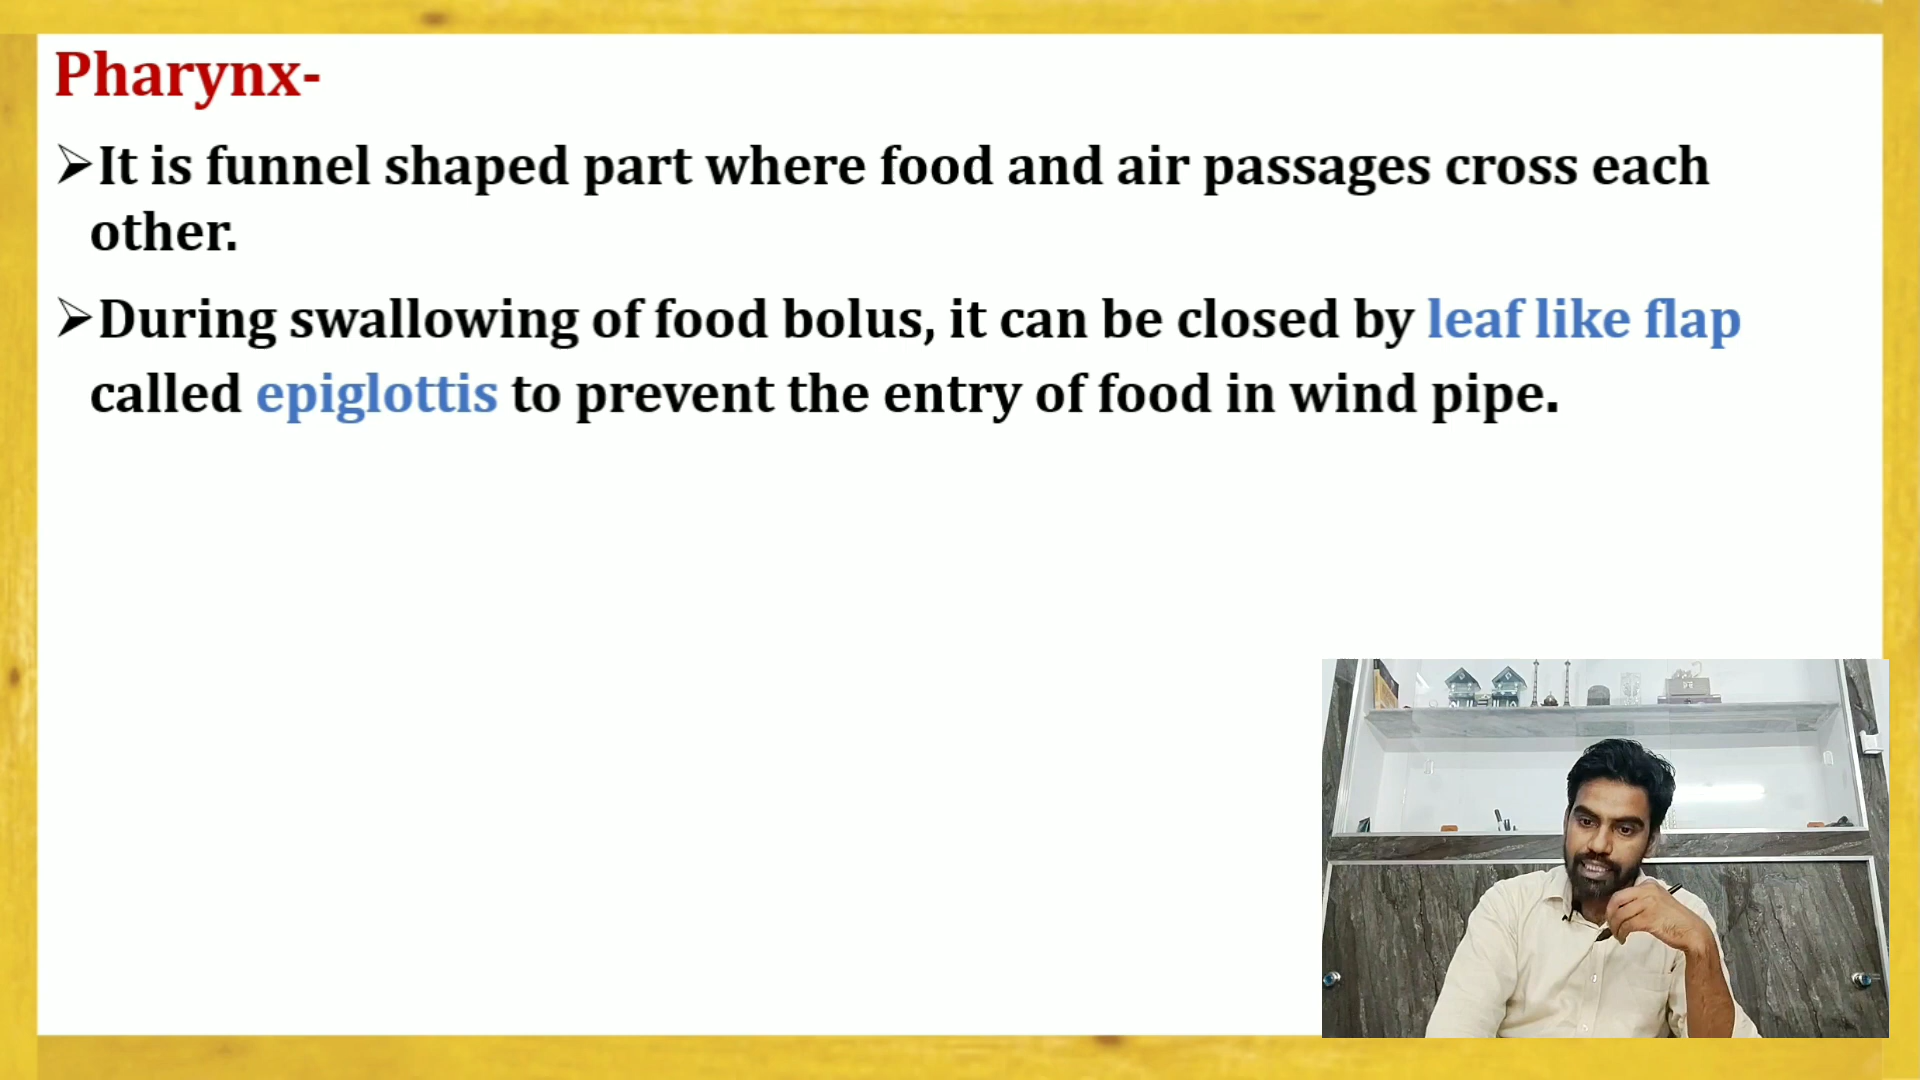 Pharynx-
➢It is funnel shaped part where food and air passages cross each
other.
➢During swallowing of food bolus, it can be closed by leaf like flap
called epiglottis to prevent the entry of food in wind pipe.